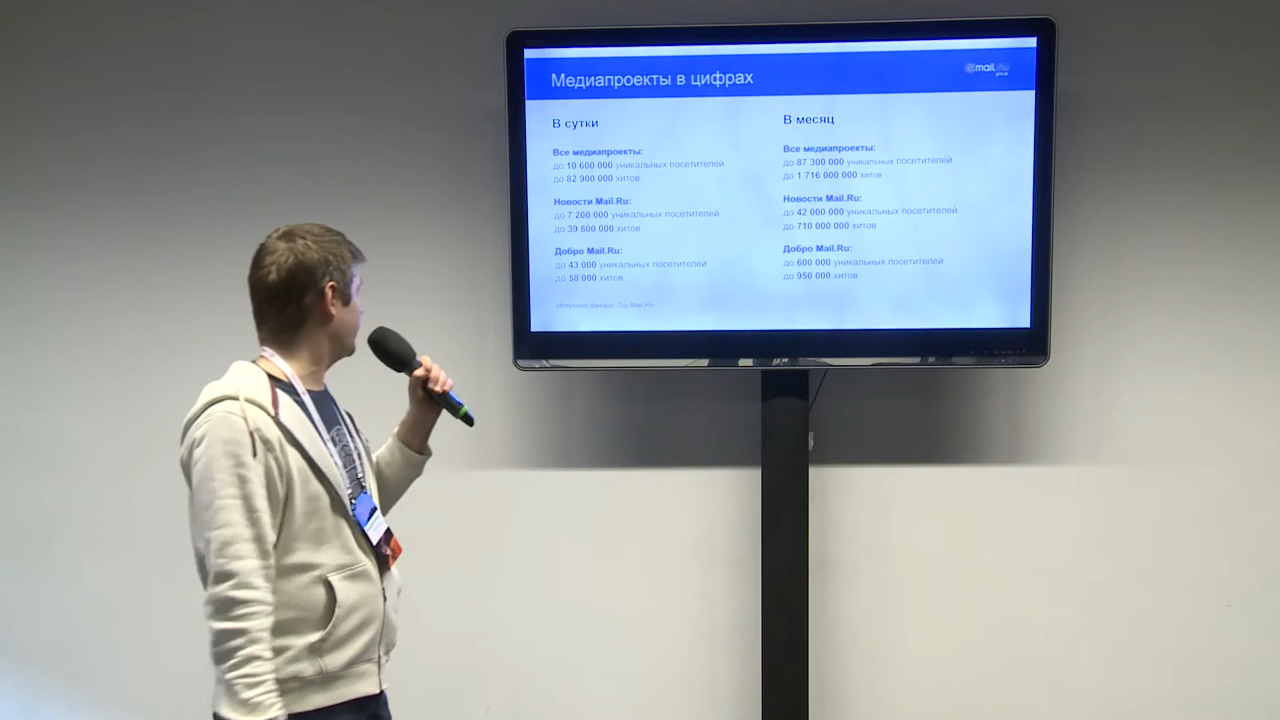 Медиапроекты в цифрах
@mail.ru
group
В сутки
Все медиапроекты:
до 10 600 000 уникальных посетителей
до 82 900 000 хитов
Новости Mail.Ru:
до 7 200 000 уникальных посетителей
до 39 800 000 хитов
Добро Mail.Ru:
до 43 000 уникальных посетителей
до 58 000 хитов
Источник данных: Top.Mail.Ru
В месяц
Все медиапроекты:
до 87 300 000 уникальных посетителей
до 1 716 000 000 хитов
Новости Mail.Ru:
до 42 000 000 уникальных посетителей
до 710 000 000 хитов
Добро Mail.Ru:
до 600 000 уникальных посетителей
до 950 000 хитов